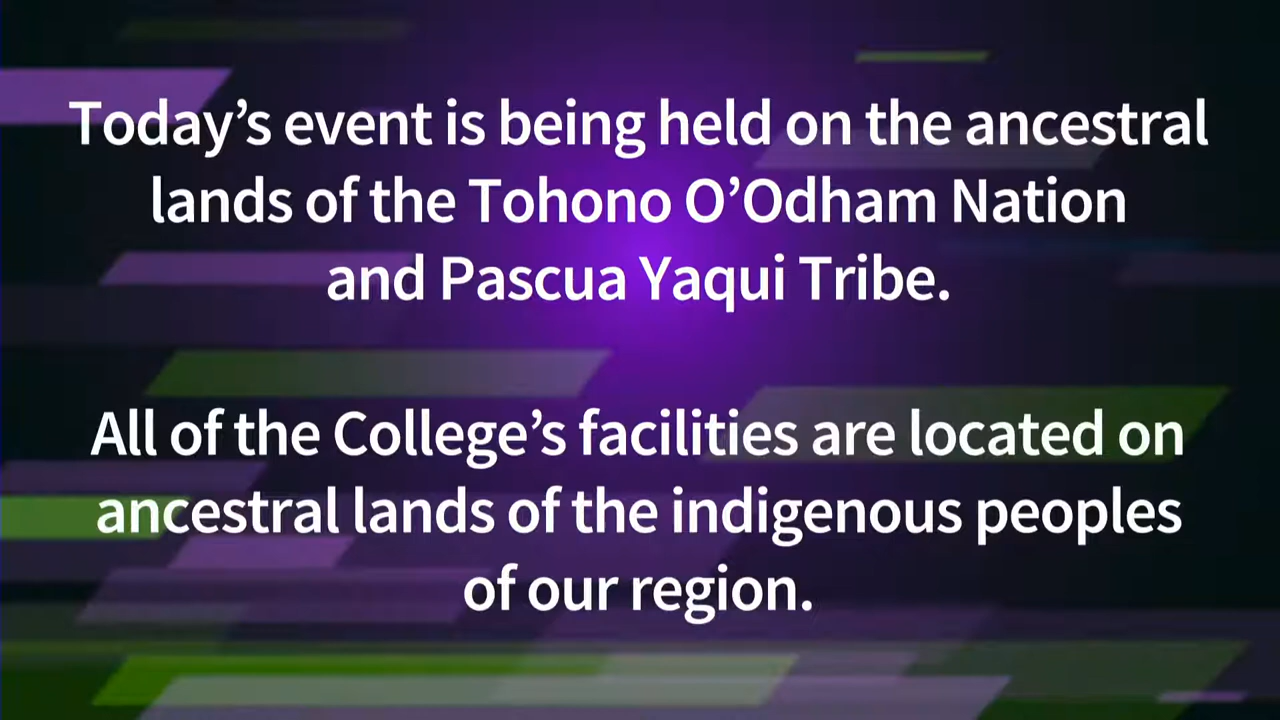 Today’s event is being held on the ancestral
lands of the Tohono O’Odham Nation
and Pascua Yaqui Tribe.
All of the College’s facilities are located on
ancestral lands of the indigenous peoples
of our region.